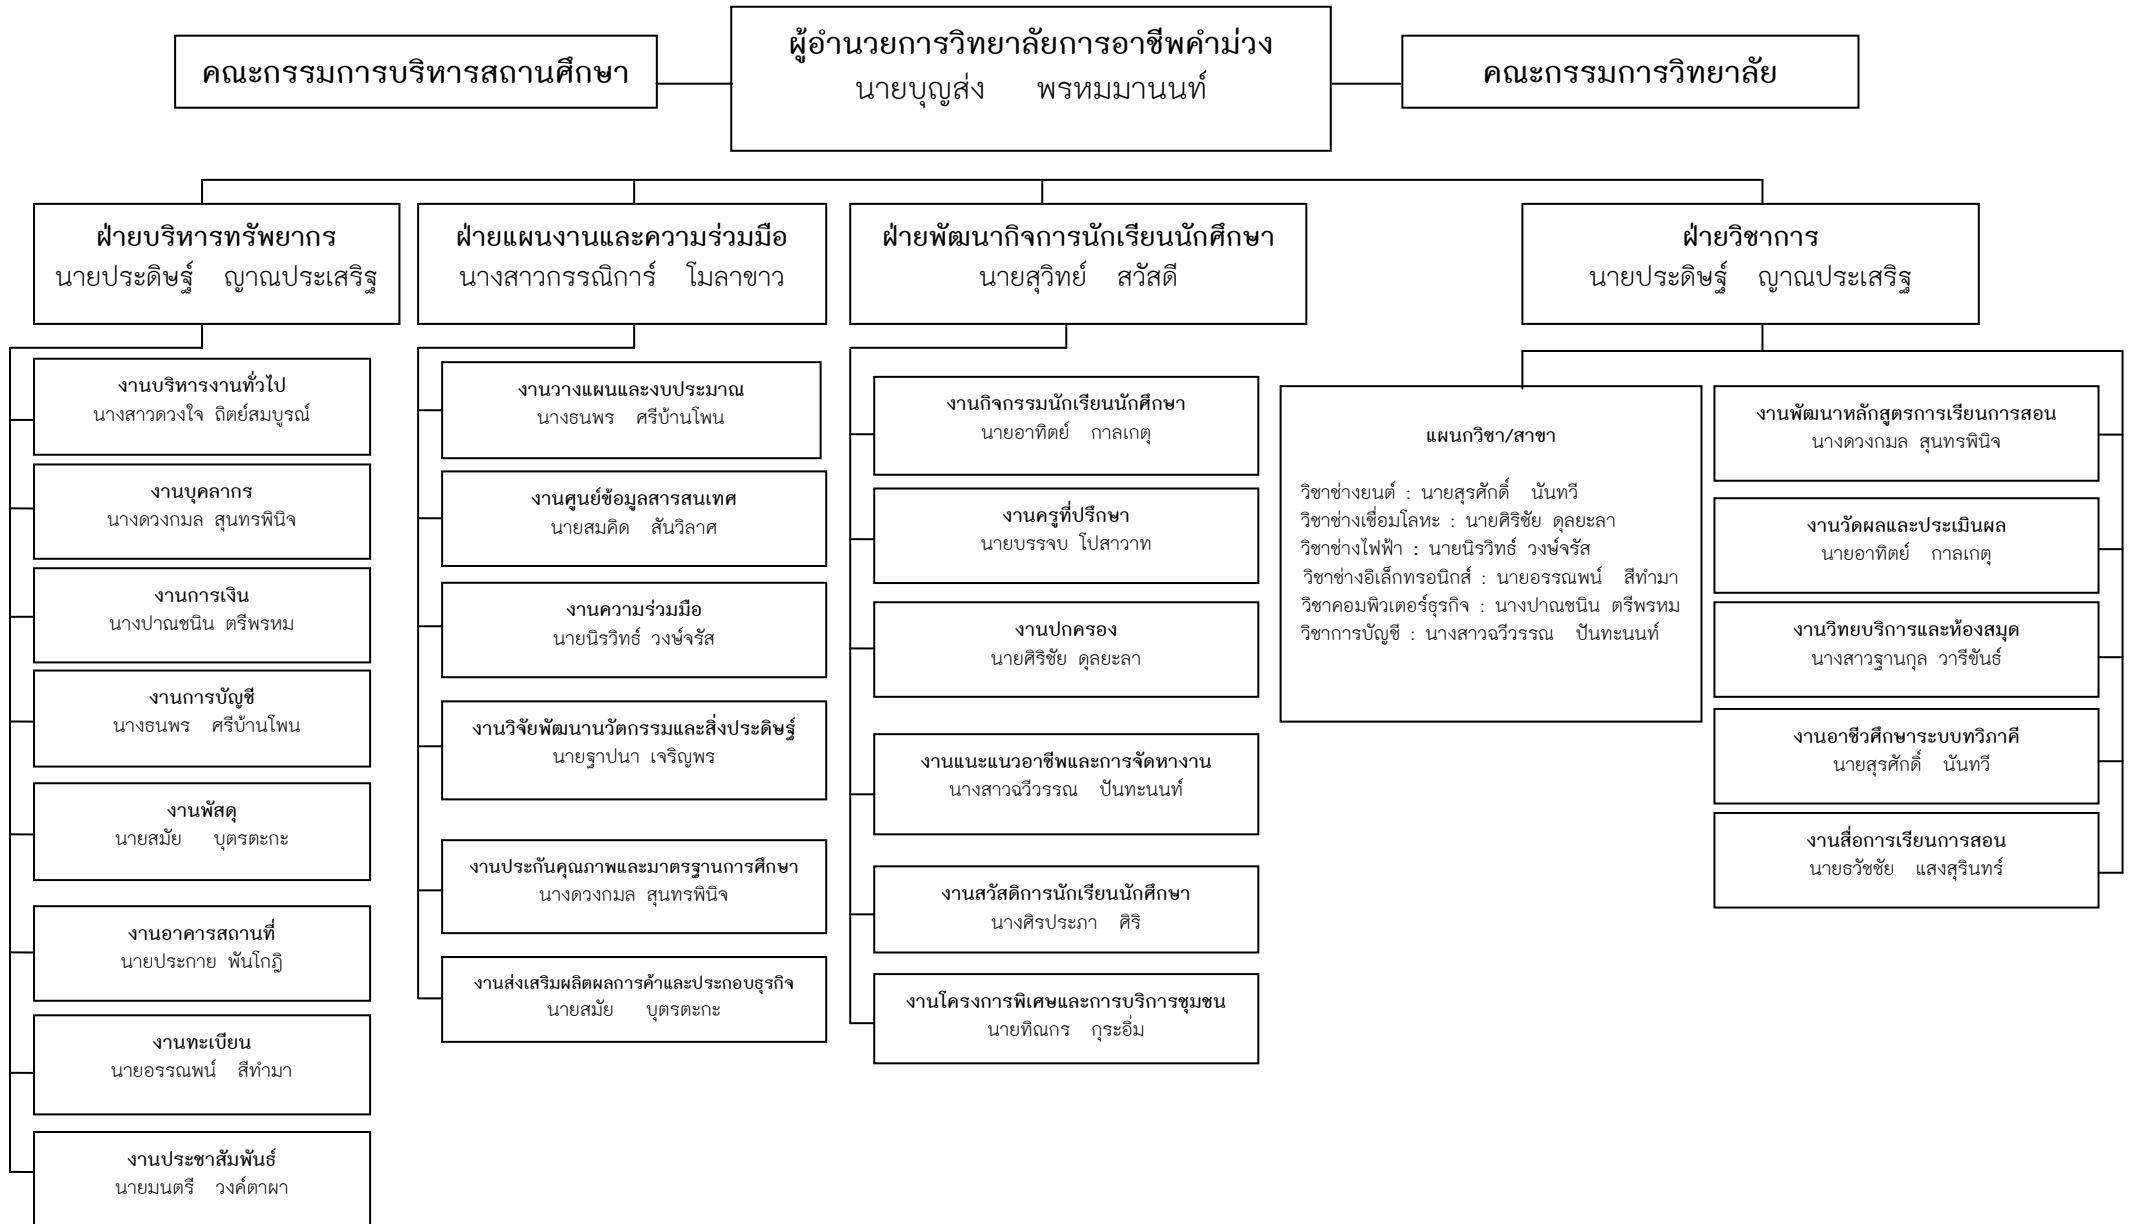 คณะกรรมการบริหารสถานศึกษา
ผู้อำนวยการวิทยาลัยการอาชีพคำม่วง
นายบุญส่ง พรหมมานนท์
คณะกรรมการวิทยาลัย
ฝ่ายบริหารทรัพยากร
นายประดิษฐ์ ญาณประเสริฐ
ฝ่ายแผนงานและความร่วมมือ
นางสาวกรรณิการ์ โมลาขาว
ฝ่ายพัฒนากิจการนักเรียนนักศึกษา
นายสุวิทย์ สวัสดี
ฝ่ายวิชาการ
นายประดิษฐ์ ญาณประเสริฐ
งานบริหารงานทั่วไป
นางสาวดวงใจ ถิตย์สมบูรณ์
งานบุคลากร
นางดวงกมล สุนทรพินิจ
งานการเงิน
นางปาณชนิน ตรีพรหม
งานการบัญชี
นางธนพร ศรีบ้านโพน
งานพัสดุ
นายสมัย บุตรตะกะ
งานอาคารสถานที่
นายประกาย พันโกฎิ
งานทะเบียน
นายอรรณพน์ สีทำมา
งานประชาสัมพันธ์
นายมนตรี วงค์ตาผา
งานวางแผนและงบประมาณ
นางธนพร ศรีบ้านโพน
งานศูนย์ข้อมูลสารสนเทศ
นายสมคิด สันวิลาศ
งานความร่วมมือ
นายนิรวิทธ์ วงษ์จรัส
งานวิจัยพัฒนานวัตกรรมและสิ่งประดิษฐ์
นายฐาปนา เจริญพร
งานประกันคุณภาพและมาตรฐานการศึกษา
นางดวงกมล สุนทรพินิจ
งานส่งเสริมผลิตผลการค้าและประกอบธุรกิจ
นายสมัย บุตรตะกะ
งานกิจกรรมนักเรียนนักศึกษา
นายอาทิตย์ กาลเกตุ
งานครูที่ปรึกษา
นายบรรจบ โปสาวาท
งานปกครอง
นายศิริชัย ดุลยะลา
งานแนะแนวอาชีพและการจัดหางาน
นางสาวฉวีวรรณ ปันทะนนท์
งานสวัสดิการนักเรียนนักศึกษา
นางศิรประภา ศิริ
งานโครงการพิเศษและการบริการชุมชน
นายทิณกร กุระอิ่ม
แผนกวิชา/สาขา
วิชาช่างยนต์ : นายสุรศักดิ์ นันทวี
วิชาช่างเชื่อมโลหะ : นายศิริชัย ดุลยะลา
วิชาช่างไฟฟ้า : นายนิรวิทธ์ วงษ์จรัส
วิชาช่างอิเล็กทรอนิกส์ : นายอรรณพน์ สีทำมา
วิชาคอมพิวเตอร์ธุรกิจ : นางปาณชนิน ตรีพรหม
วิชาการบัญชี : นางสาวฉวีวรรณ ปันทะนนท์
งานพัฒนาหลักสูตรการเรียนการสอน
นางดวงกมล สุนทรพินิจ
งานวัดผลและประเมินผล
นายอาทิตย์ กาลเกตุ
งานวิทยบริการและห้องสมุด
นางสาวฐานกุล วารีขันธ์
งานอาชีวศึกษาระบบทวิภาคี
นายสุรศักดิ์ นันทวี
งานสื่อการเรียนการสอน
นายธวัชชัย แสงสุรินทร์